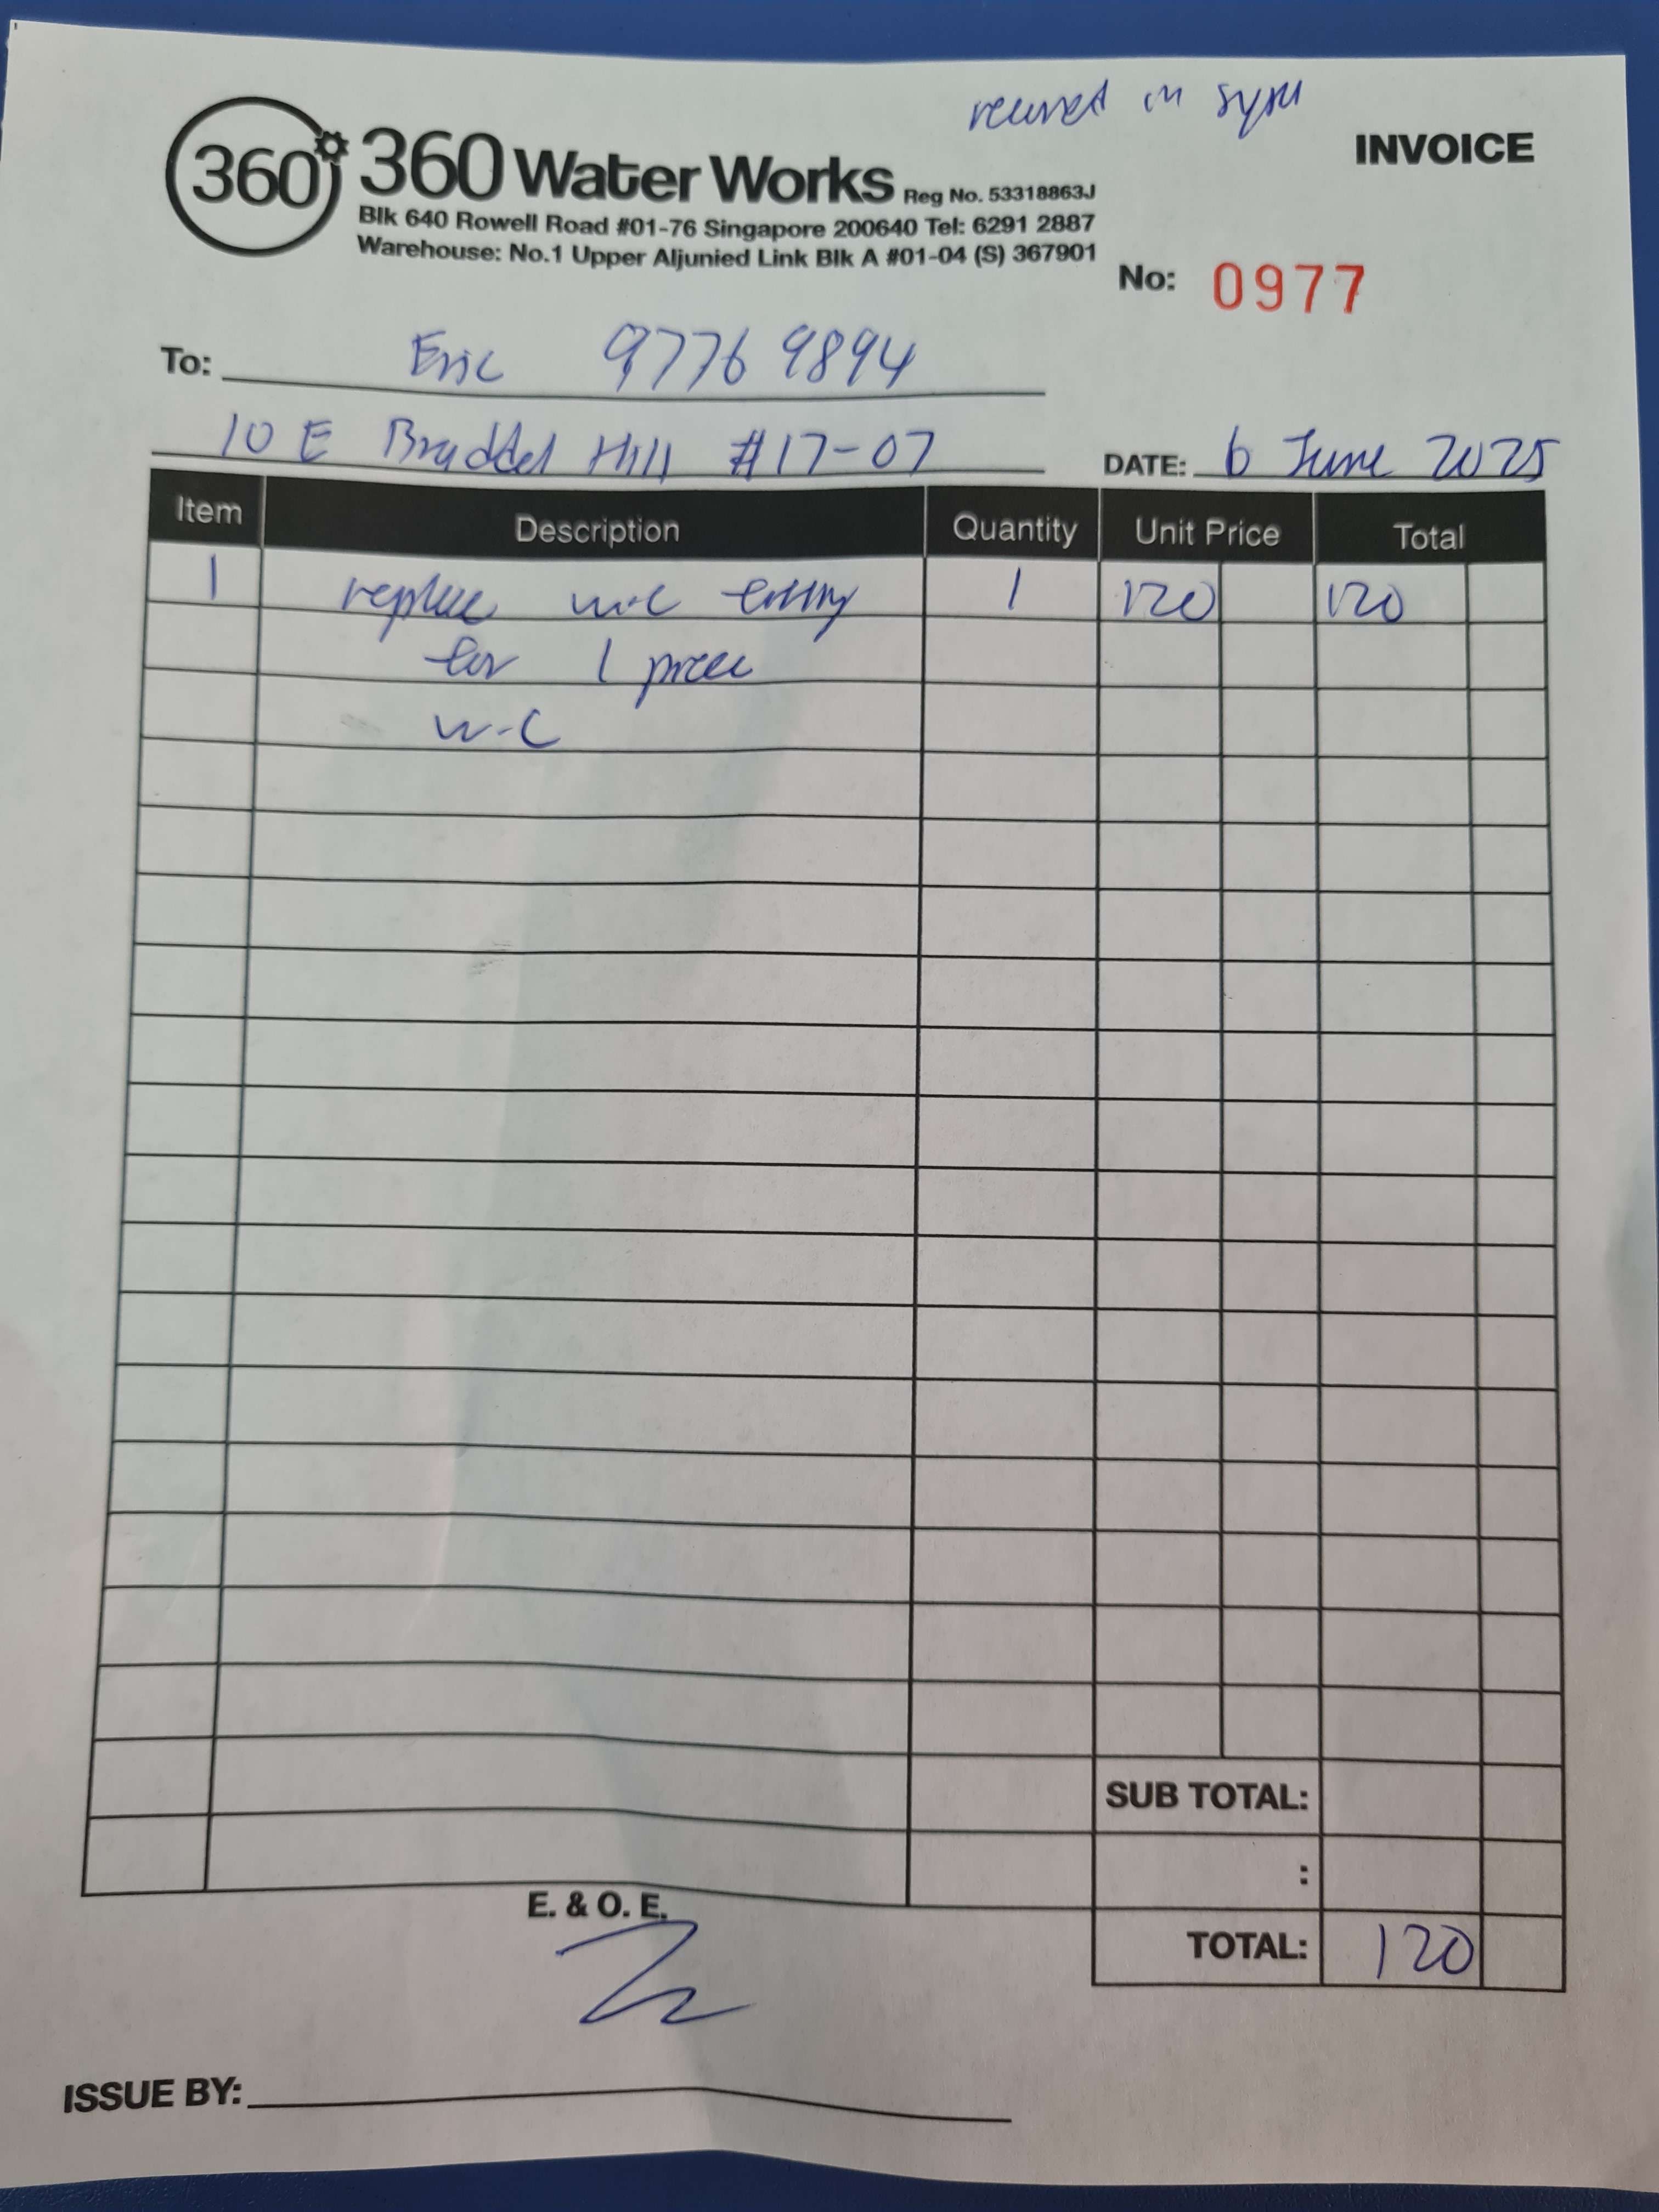 received in
INVOICE
360
360 Water Works Reg No. 53318863J
Blk 640 Rowell Road #01-76 Singapore 200640 Tel: 6291 2887
Warehouse: No.1 Upper Aljunied Link Blk A #01-04 (S) 367901
No: 0977
To: Eric 9776 9894
10 E Braddel Hill #17-07
DATE: 6 June 2025
Item Description Quantity Unit Price Total
1 replace w.c fitting 1 120 120
for 1 piece
w.c
SUB TOTAL:
:
E. & O. E.
TOTAL: 120
ISSUE BY: